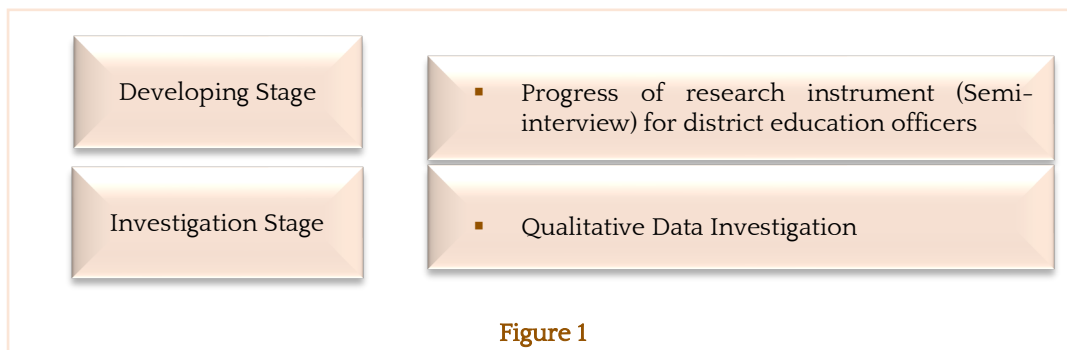 Developing Stage
▪ Progress of research instrument (Semi-
interview) for district education officers
Investigation Stage
▪ Qualitative Data Investigation
Figure 1